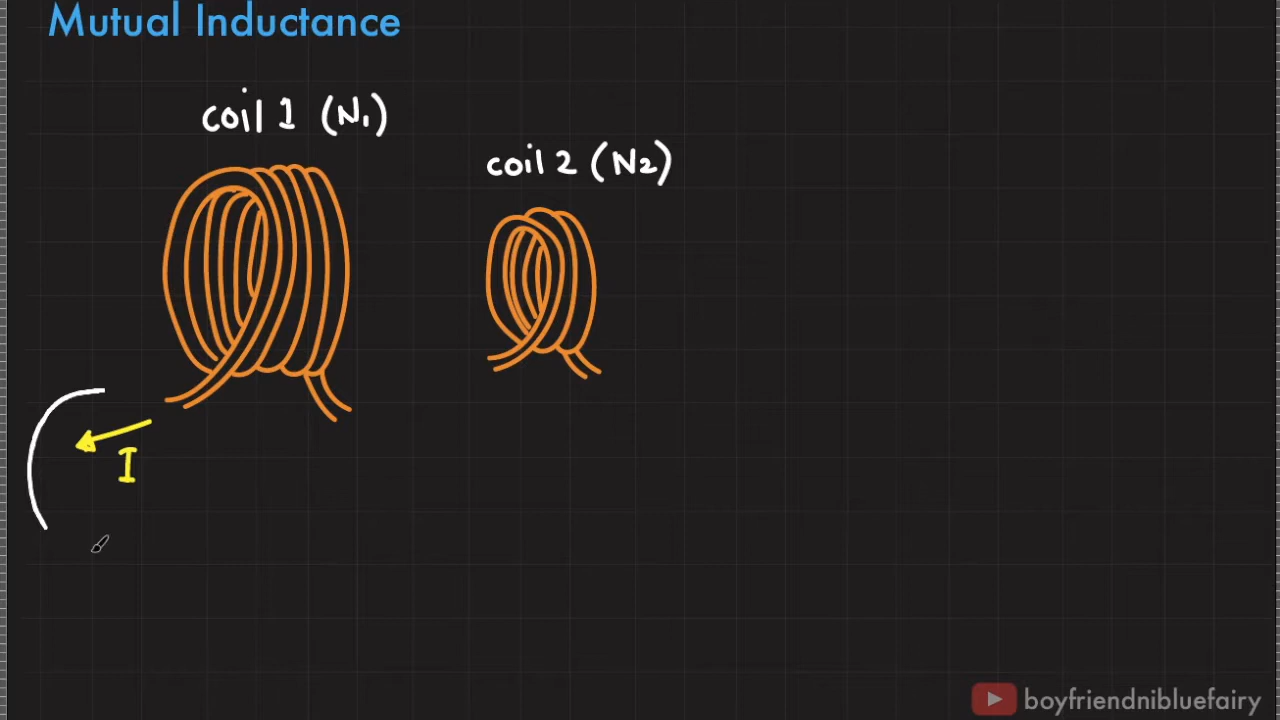 Mutual Inductance
coil 1 (N1)
coil 2 (N2)
I
boyfriendnibluefairy